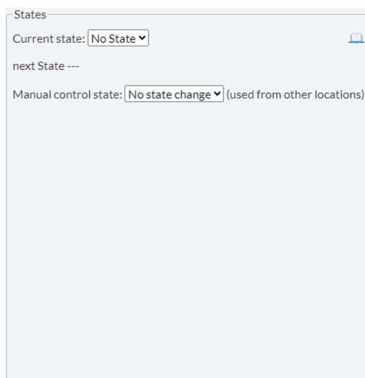 States
Current state: No State
next State ---
Manual control state: No state change (used from other locations)